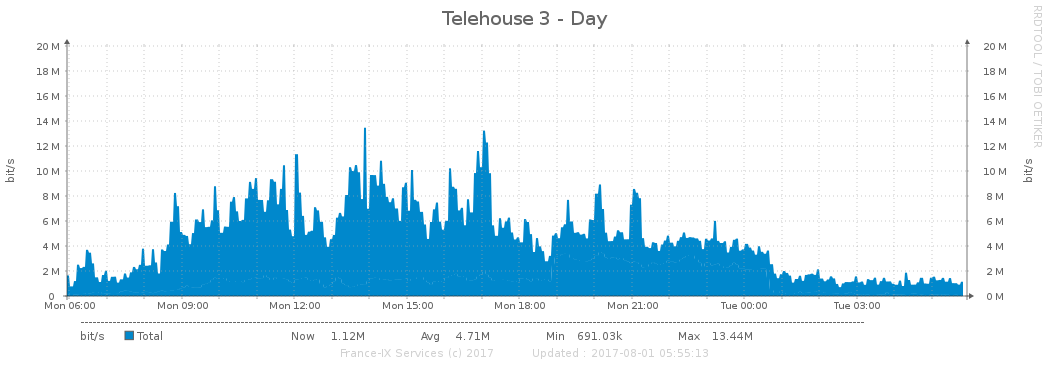 Telehouse 3 - Day
RRDTOOL / TOBI OETIKER
20 M 20 M
18 M 18 M
16 M 16 M
14 M 14 M
12 M 12 M
10 M 10 M
8 M 8 M
6 M 6 M
4 M 4 M
2 M 2 M
0 0 M
bit/s bit/s
Mon 06:00 Mon 09:00 Mon 12:00 Mon 15:00 Mon 18:00 Mon 21:00 Tue 00:00 Tue 03:00
bit/s Total Now 1.12M Avg 4.71M Min 691.03k Max 13.44M
France-IX Services (c) 2017 Updated : 2017-08-01 05:55:13